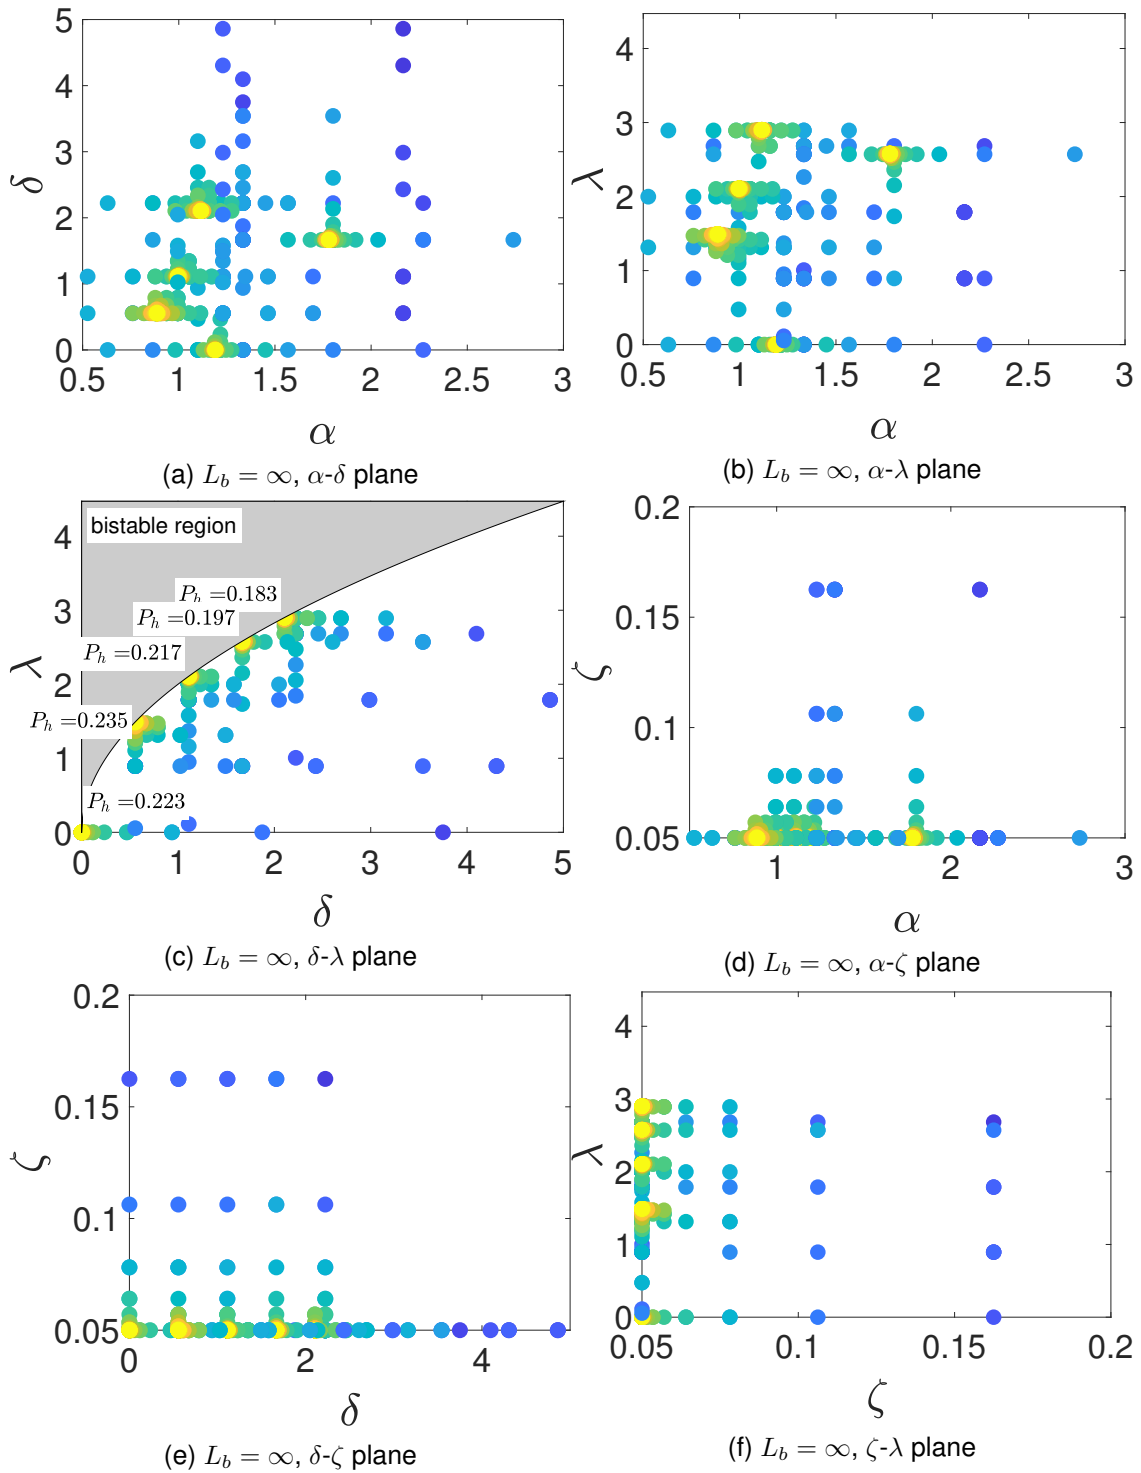 5
4
3
2
1
0
δ
0.5
1
1.5
2
2.5
3
α
(a) L_b = ∞, α-δ plane
4
3
2
1
0
λ
0.5
1
1.5
2
2.5
3
α
(b) L_b = ∞, α-λ plane
bistable region
P_h =0.183
P_h =0.197
P_h =0.217
P_h =0.235
P_h =0.223
4
3
2
1
0
λ
0
1
2
3
4
5
δ
(c) L_b = ∞, δ-λ plane
0.2
0.15
0.1
0.05
ζ
1
2
3
α
(d) L_b = ∞, α-ζ plane
0.2
0.15
0.1
0.05
ζ
0
2
4
δ
(e) L_b = ∞, δ-ζ plane
4
3
2
1
0
λ
0.05
0.1
0.15
0.2
ζ
(f) L_b = ∞, ζ-λ plane